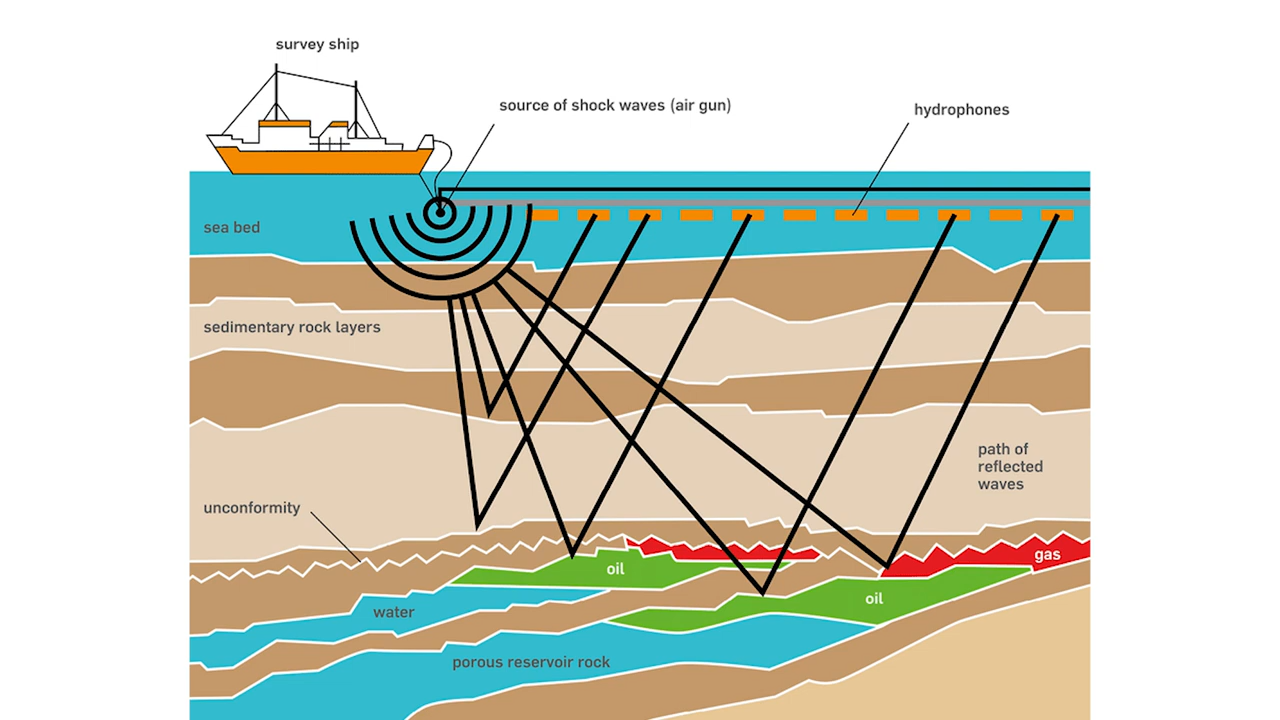 survey ship
source of shock waves (air gun)
hydrophones
sea bed
sedimentary rock layers
path of
reflected
waves
unconformity
gas
oil
oil
water
porous reservoir rock